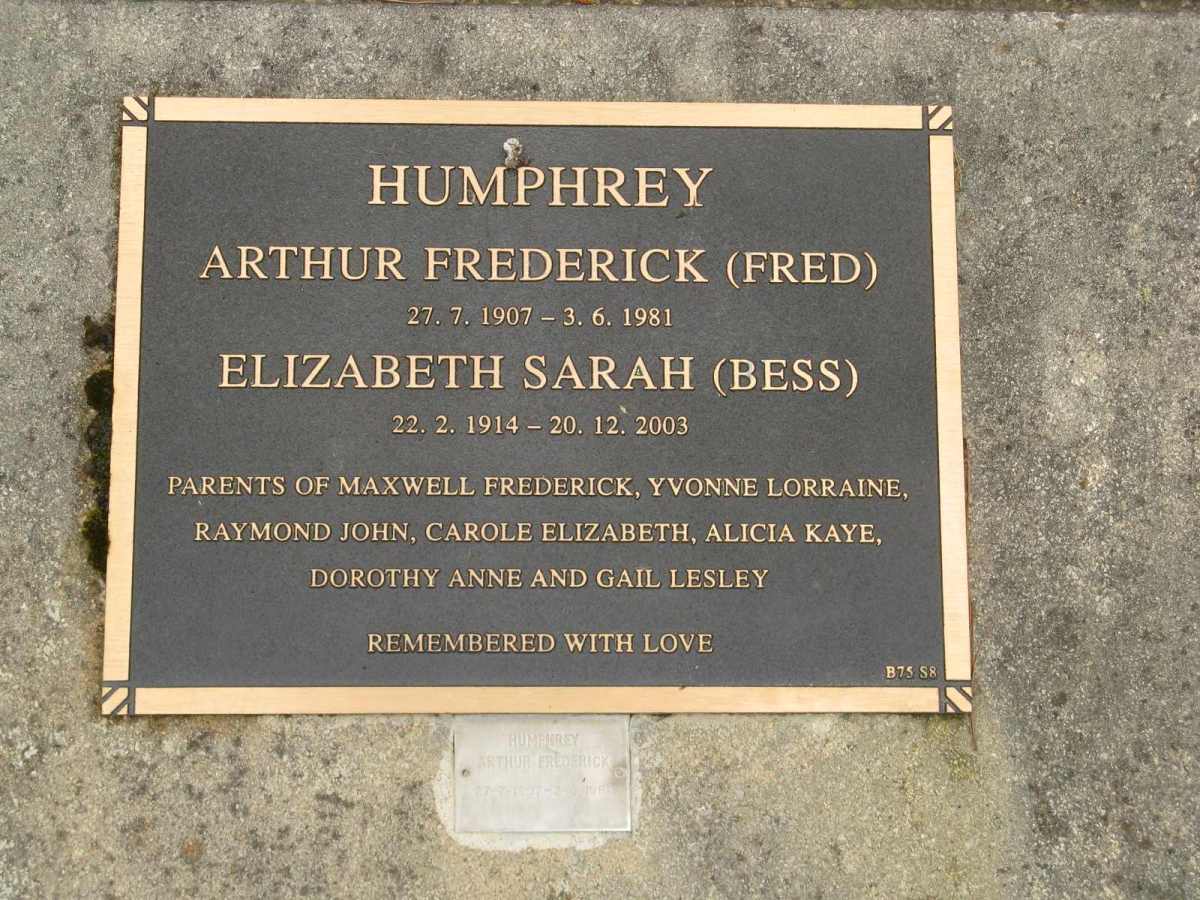 HUMPHREY
ARTHUR FREDERICK (FRED)
27. 7. 1907 – 3. 6. 1981
ELIZABETH SARAH (BESS)
22. 2. 1914 – 20. 12. 2003
PARENTS OF MAXWELL FREDERICK, YVONNE LORRAINE,
RAYMOND JOHN, CAROLE ELIZABETH, ALICIA KAYE,
DOROTHY ANNE AND GAIL LESLEY
REMEMBERED WITH LOVE
B75 S8
HUMPHREY
ARTHUR FREDERICK